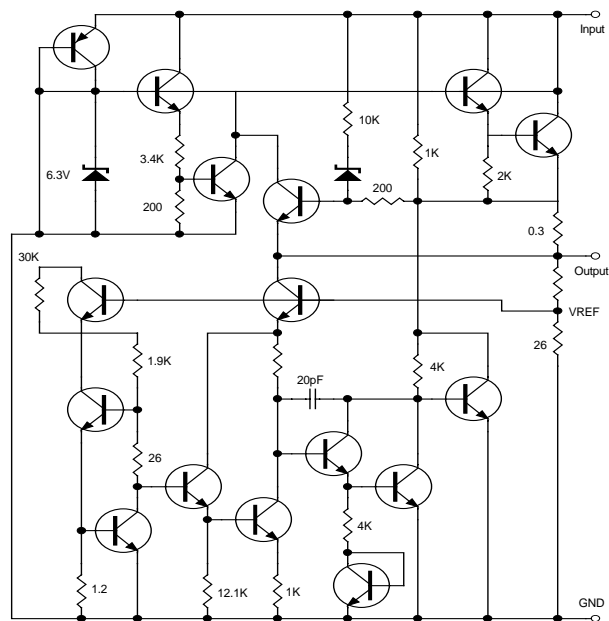 Input
10K
3.4K
1K
6.3V
2K
200
200
0.3
30K
Output
VREF
1.9K
26
4K
20pF
26
4K
1.2
12.1K
1K
GND